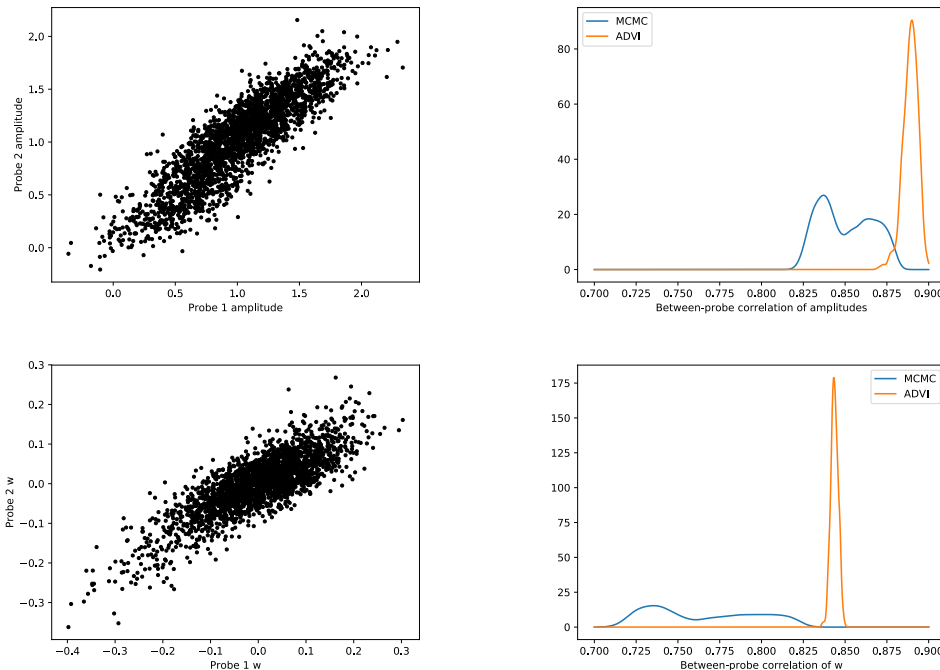 2.0
1.5
1.0
0.5
0.0
Probe 2 amplitude
0.0 0.5 1.0 1.5 2.0
Probe 1 amplitude
MCMC
ADVI
80
60
40
20
0
0.700 0.725 0.750 0.775 0.800 0.825 0.850 0.875 0.900
Between-probe correlation of amplitudes
0.3
0.2
0.1
0.0
−0.1
−0.2
−0.3
Probe 2 w
−0.4 −0.3 −0.2 −0.1 0.0 0.1 0.2 0.3
Probe 1 w
MCMC
ADVI
175
150
125
100
75
50
25
0
0.700 0.725 0.750 0.775 0.800 0.825 0.850 0.875 0.900
Between-probe correlation of w